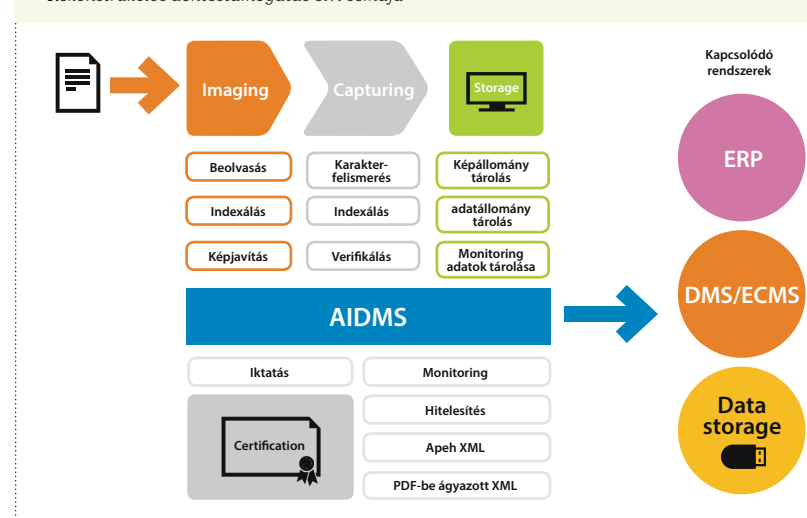 Kapcsolódó
rendszerek
Imaging
Capturing
Storage
ERP
Beolvasás
Karakter-
felismerés
Képállomány
tárolás
Indexálás
Indexálás
adatállomány
tárolás
Képjavítás
Verifikálás
Monitoring
adatok tárolása
DMS/ECMS
AIDMS
Iktatás
Monitoring
Hitelesítés
Certification
Apeh XML
PDF-be ágyazott XML
Data
storage